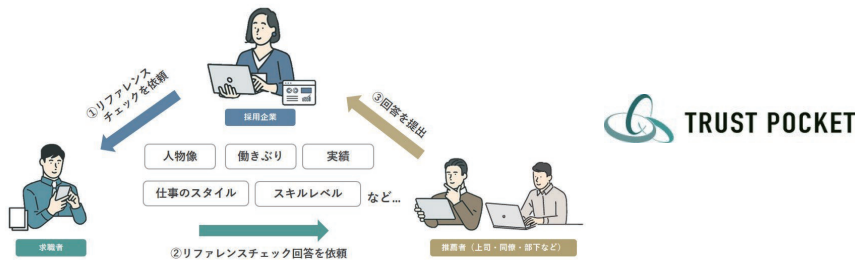 ①リファレンス
チェックを依頼
採用企業
③回答を提出
人物像
働きぶり
実績
仕事のスタイル
スキルレベル
など...
求職者
②リファレンスチェック回答を依頼
推薦者（上司・同僚・部下など）
TRUST POCKET